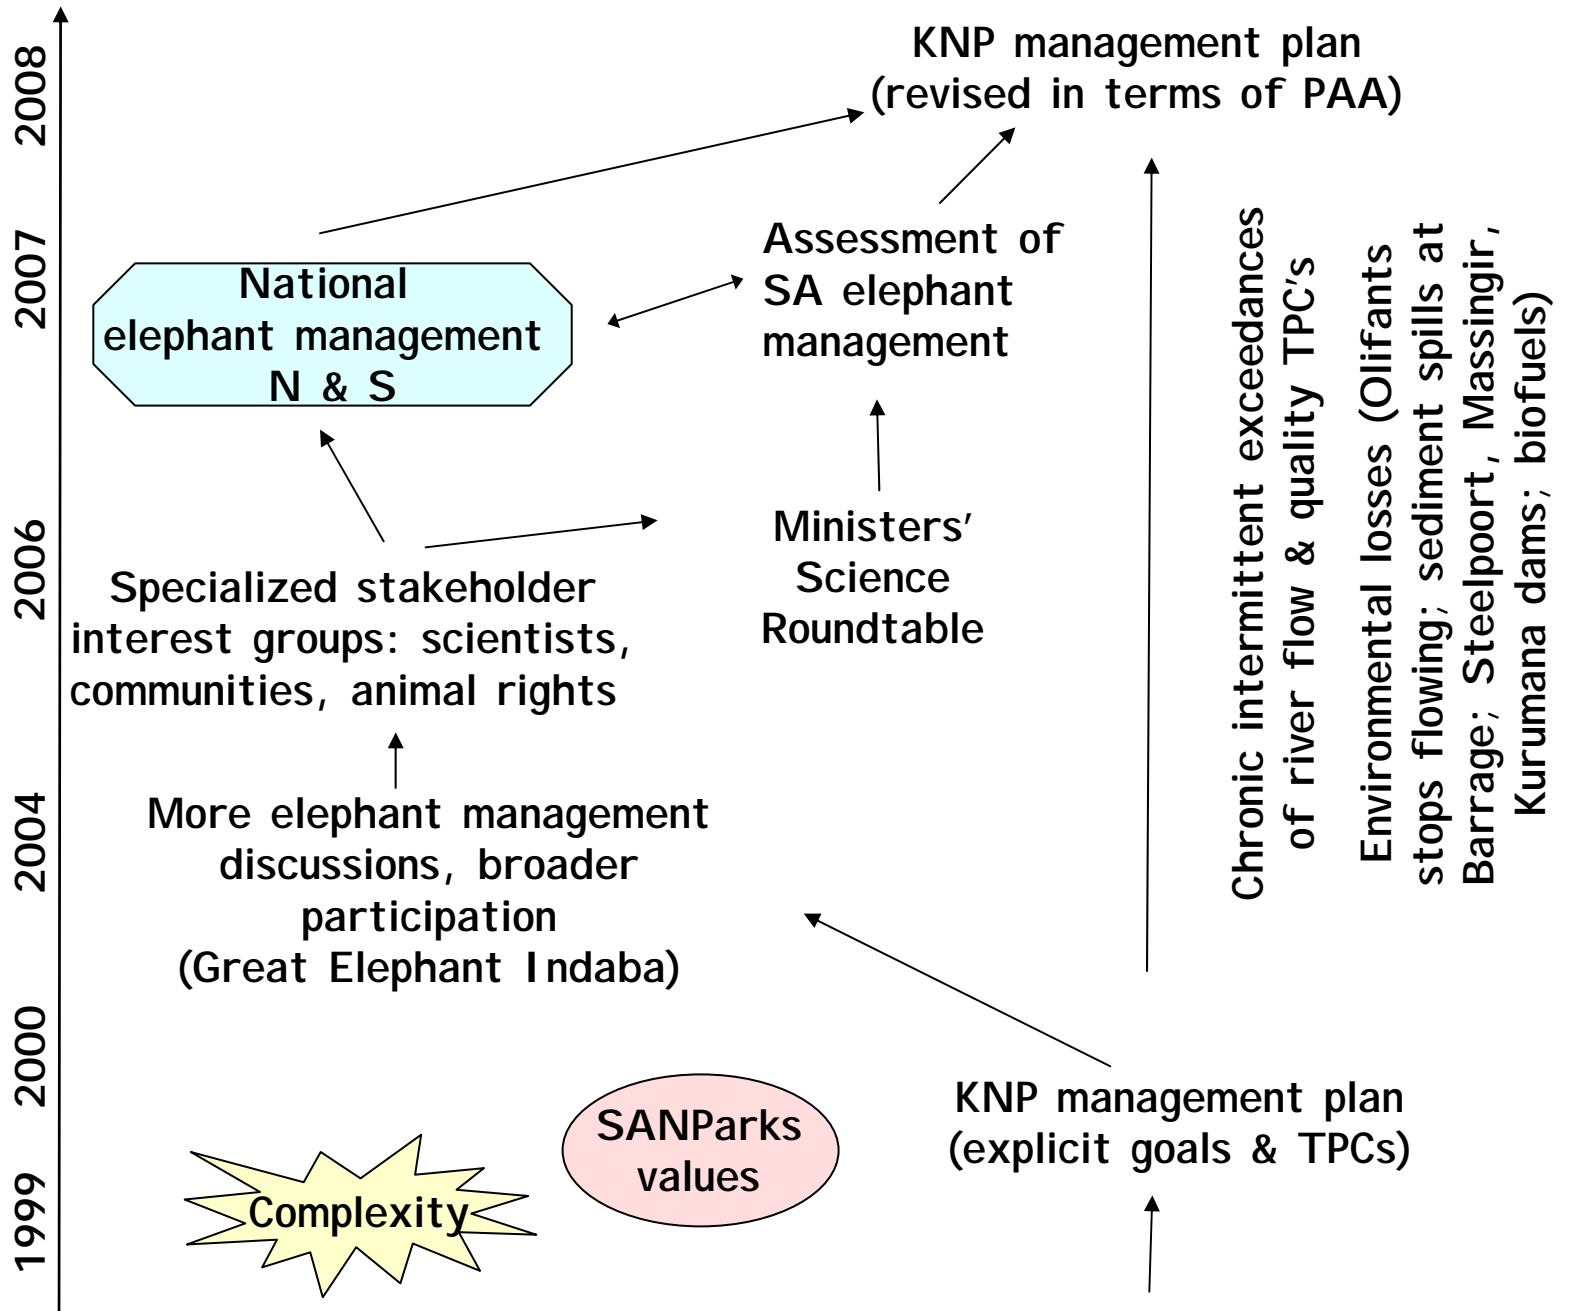 2008
2007
2006
2004
2000
1999
KNP management plan
(revised in terms of PAA)
National
elephant management
N & S
Assessment of
SA elephant
management
Specialized stakeholder
interest groups: scientists,
communities, animal rights
Ministers’
Science
Roundtable
More elephant management
discussions, broader
participation
(Great Elephant Indaba)
Complexity
SANParks
values
KNP management plan
(explicit goals & TPCs)
Chronic intermittent exceedances
of river flow & quality TPC’s
Environmental losses (Olifants
stops flowing; sediment spills at
Barrage; Steelpoort, Massingir,
Kurumana dams; biofuels)